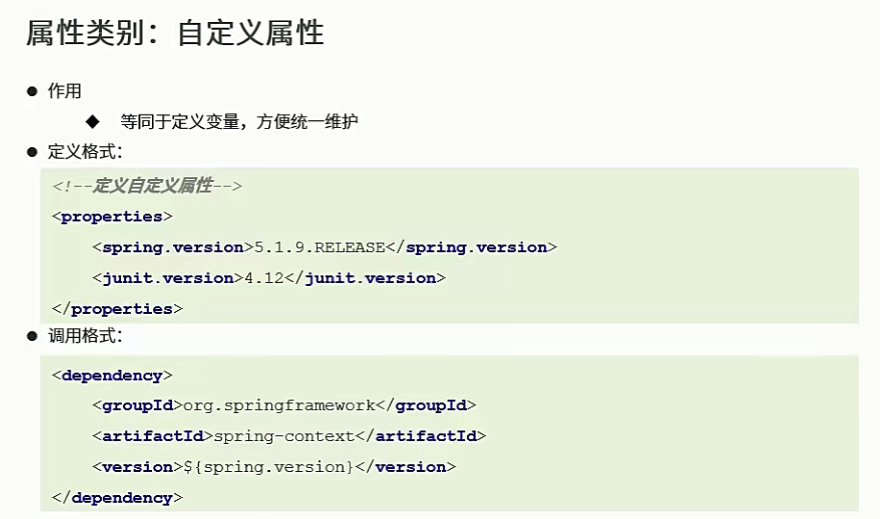 属性类别：自定义属性
● 作用
◆ 等同于定义变量，方便统一维护
● 定义格式：
<!--定义自定义属性-->
<properties>
<spring.version>5.1.9.RELEASE</spring.version>
<junit.version>4.12</junit.version>
</properties>
● 调用格式：
<dependency>
<groupId>org.springframework</groupId>
<artifactId>spring-context</artifactId>
<version>${spring.version}</version>
</dependency>